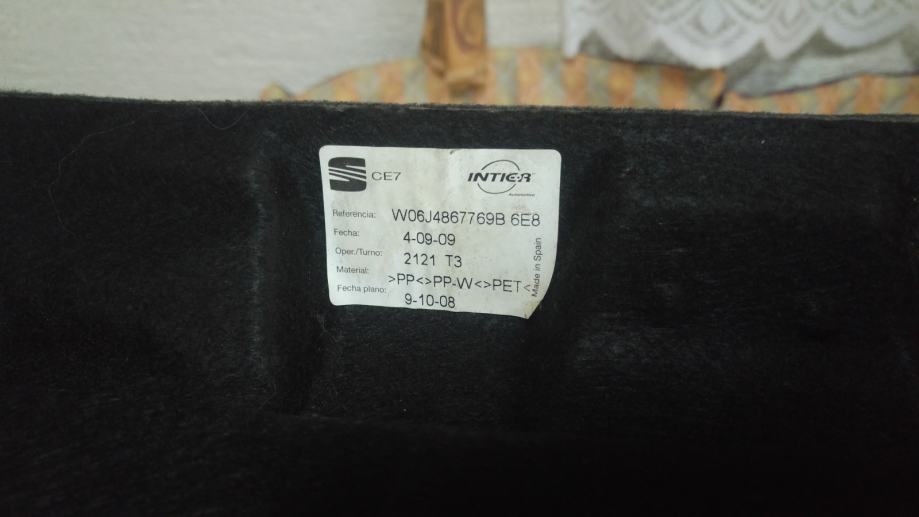 CE7
INTIER
Automotive
Referencia: W06J4867769B 6E8
Fecha: 4-09-09
Oper./Turno: 2121 T3
Material: >PP<>PP-W<>PET<
Fecha plano: 9-10-08
Made in Spain